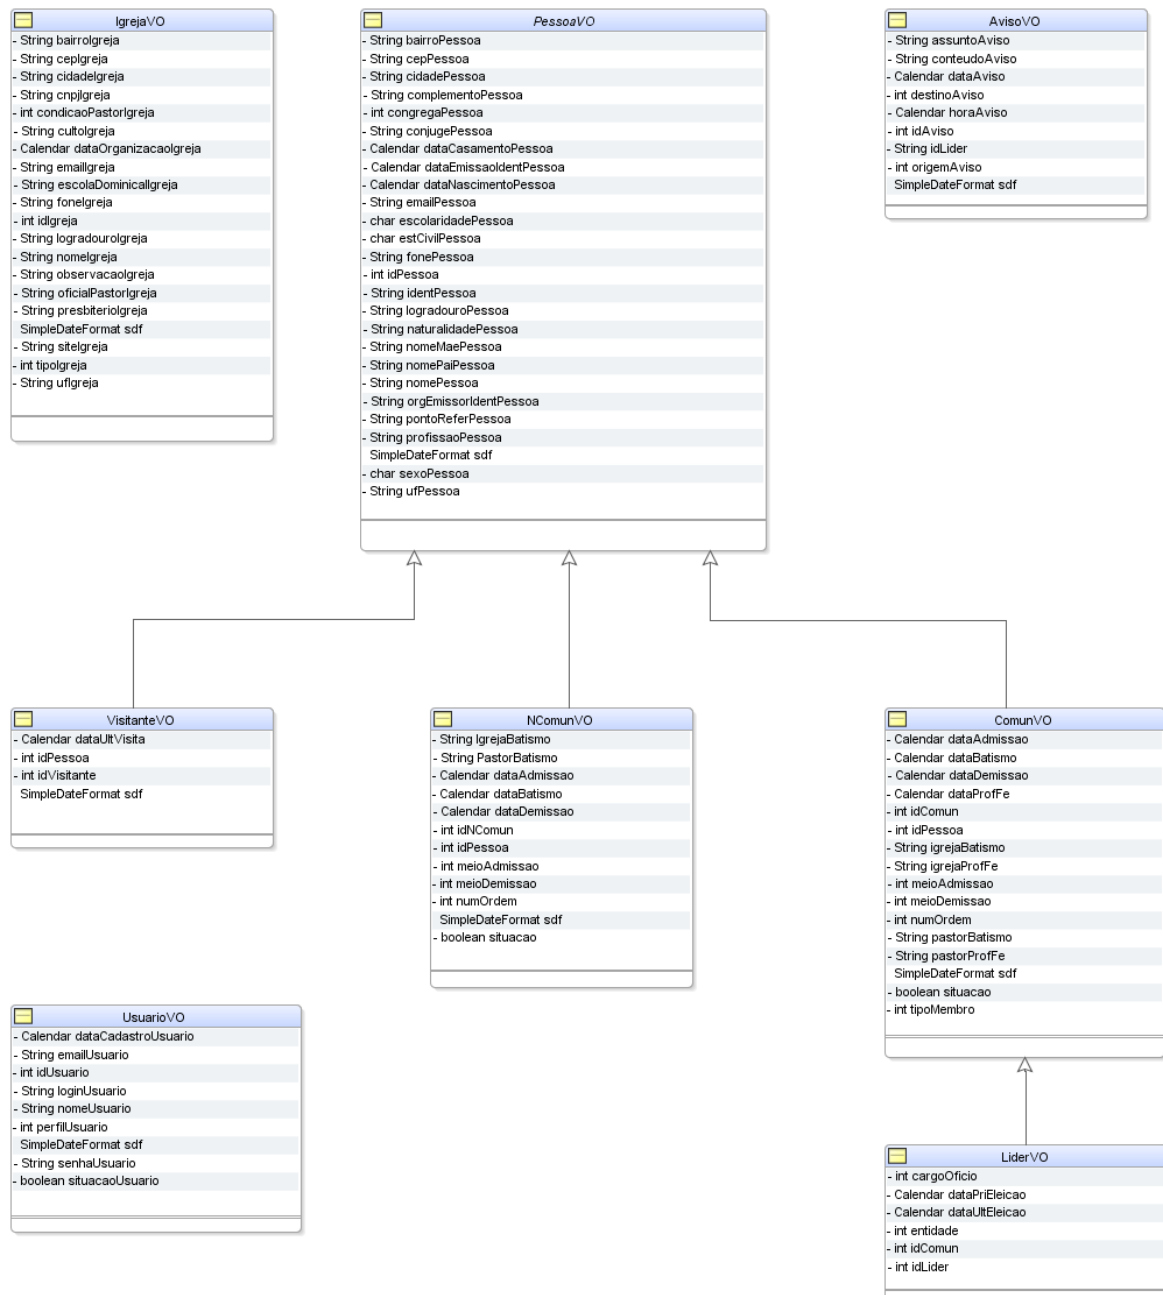 IgrejaVO
- String bairroIgreja
- String cepIgreja
- String cidadeIgreja
- String cnpjIgreja
- int condicaoPastorIgreja
- String cultoIgreja
- Calendar dataOrganizacaoIgreja
- String emailIgreja
- String escolaDominicalIgreja
- String foneIgreja
- int idIgreja
- String logradouroIgreja
- String nomeIgreja
- String observacaoIgreja
- String oficialPastorIgreja
- String presbiterioIgreja
SimpleDateFormat sdf
- String siteIgreja
- int tipoIgreja
- String ufIgreja
PessoaVO
- String bairroPessoa
- String cepPessoa
- String cidadePessoa
- String complementoPessoa
- int congregaPessoa
- String conjugePessoa
- Calendar dataCasamentoPessoa
- Calendar dataEmissaoIdentPessoa
- Calendar dataNascimentoPessoa
- String emailPessoa
- char escolaridadePessoa
- char estCivilPessoa
- String fonePessoa
- int idPessoa
- String identPessoa
- String logradouroPessoa
- String naturalidadePessoa
- String nomeMaePessoa
- String nomePaiPessoa
- String nomePessoa
- String orgEmissorIdentPessoa
- String pontoReferPessoa
- String profissaoPessoa
SimpleDateFormat sdf
- char sexoPessoa
- String ufPessoa
AvisoVO
- String assuntoAviso
- String conteudoAviso
- Calendar dataAviso
- int destinoAviso
- Calendar horaAviso
- int idAviso
- String idLider
- int origemAviso
SimpleDateFormat sdf
VisitanteVO
- Calendar dataUltVisita
- int idPessoa
- int idVisitante
SimpleDateFormat sdf
NComunVO
- String IgrejaBatismo
- String PastorBatismo
- Calendar dataAdmissao
- Calendar dataBatismo
- Calendar dataDemissao
- int idNComun
- int idPessoa
- int meioAdmissao
- int meioDemissao
- int numOrdem
SimpleDateFormat sdf
- boolean situacao
ComunVO
- Calendar dataAdmissao
- Calendar dataBatismo
- Calendar dataDemissao
- Calendar dataProfFe
- int idComun
- int idPessoa
- String igrejaBatismo
- String igrejaProfFe
- int meioAdmissao
- int meioDemissao
- int numOrdem
- String pastorBatismo
- String pastorProfFe
SimpleDateFormat sdf
- boolean situacao
- int tipoMembro
UsuarioVO
- Calendar dataCadastroUsuario
- String emailUsuario
- int idUsuario
- String loginUsuario
- String nomeUsuario
- int perfilUsuario
SimpleDateFormat sdf
- String senhaUsuario
- boolean situacaoUsuario
LiderVO
- int cargoOficio
- Calendar dataPriEleicao
- Calendar dataUltEleicao
- int entidade
- int idComun
- int idLider